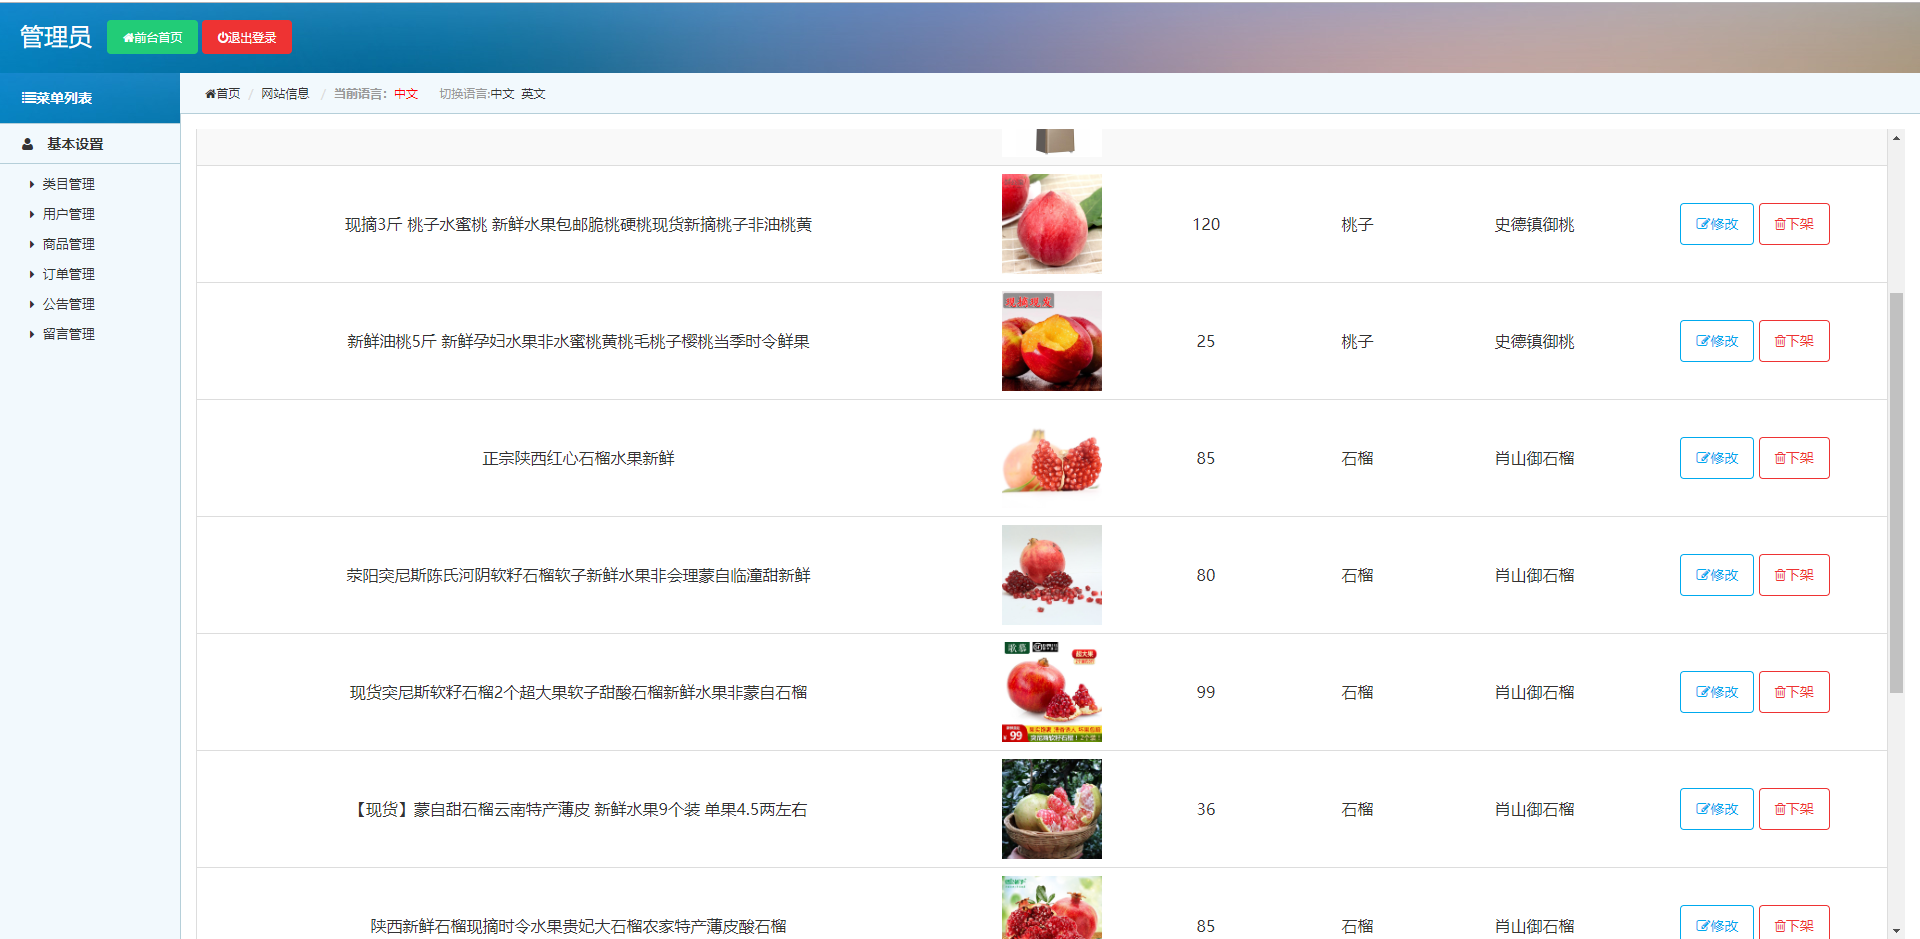 管理员 前台首页 退出登录
菜单列表 首页 / 网站信息 / 当前语言：中文 切换语言:中文 英文
基本设置
类目管理
用户管理
商品管理
订单管理
公告管理
留言管理
现摘3斤 桃子水蜜桃 新鲜水果包邮脆桃硬桃现货新摘桃子非油桃黄 120 桃子 史德镇御桃 修改 下架
现摘现发
新鲜油桃5斤 新鲜孕妇水果非水蜜桃黄桃毛桃子樱桃当季时令鲜果 25 桃子 史德镇御桃 修改 下架
正宗陕西红心石榴水果新鲜 85 石榴 肖山御石榴 修改 下架
荥阳突尼斯陈氏河阴软籽石榴软子新鲜水果非会理蒙自临潼甜新鲜 80 石榴 肖山御石榴 修改 下架
歌慕
超大果
现货突尼斯软籽石榴2个超大果软子甜酸石榴新鲜水果非蒙自石榴 99 石榴 肖山御石榴 修改 下架
99
【现货】蒙自甜石榴云南特产薄皮 新鲜水果9个装 单果4.5两左右 36 石榴 肖山御石榴 修改 下架
陕西新鲜石榴现摘时令水果贵妃大石榴农家特产薄皮酸石榴 85 石榴 肖山御石榴 修改 下架